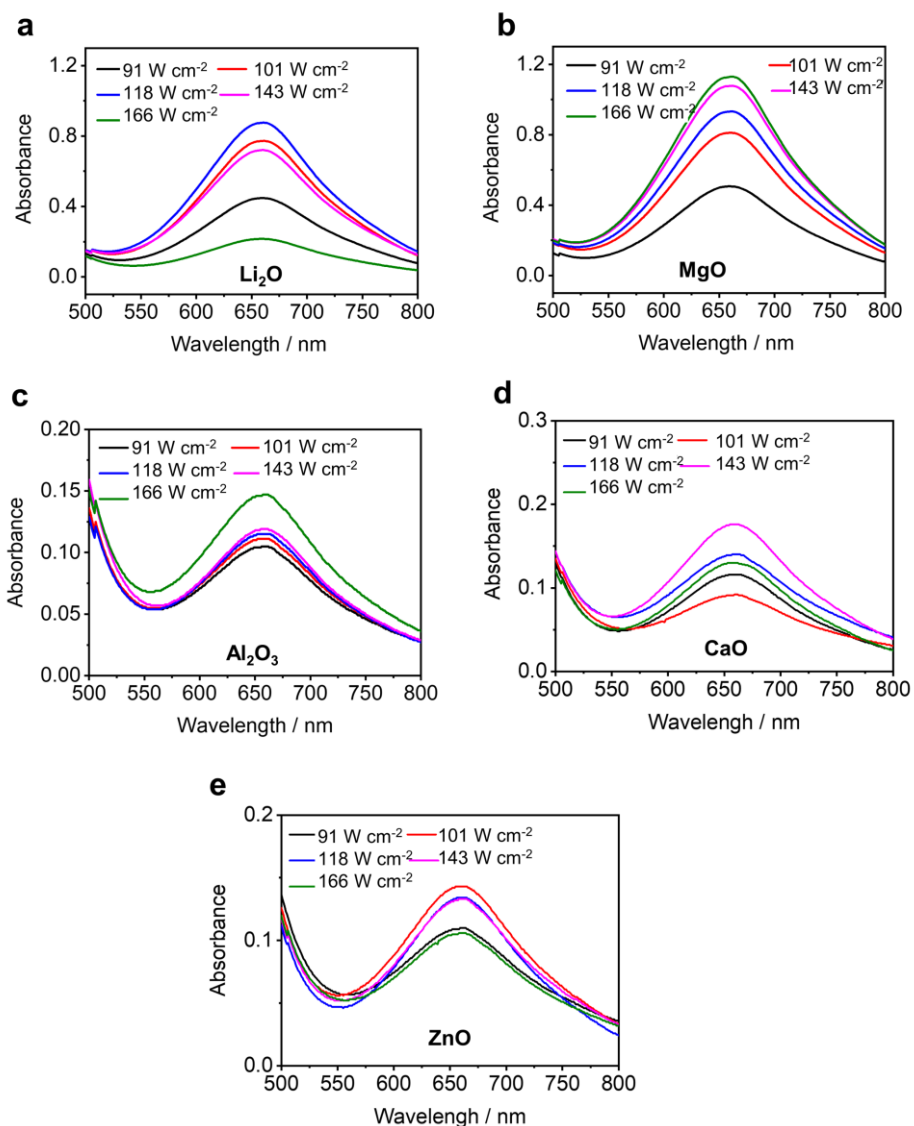 a
91 W cm-2 101 W cm-2
118 W cm-2 143 W cm-2
166 W cm-2
1.2
0.8
0.4
0.0
Absorbance
Li2O
500 550 600 650 700 750 800
Wavelength / nm
b
91 W cm-2 101 W cm-2
118 W cm-2 143 W cm-2
166 W cm-2
1.2
0.8
0.4
0.0
Absorbance
MgO
500 550 600 650 700 750 800
Wavelength / nm
c
91 W cm-2 101 W cm-2
118 W cm-2 143 W cm-2
166 W cm-2
0.20
0.15
0.10
0.05
0.00
Absorbance
Al2O3
500 550 600 650 700 750 800
Wavelength / nm
d
91 W cm-2 101 W cm-2
118 W cm-2 143 W cm-2
166 W cm-2
0.3
0.2
0.1
0.0
Absorbance
CaO
500 550 600 650 700 750 800
Wavelength / nm
e
91 W cm-2 101 W cm-2
118 W cm-2 143 W cm-2
166 W cm-2
0.2
0.1
0.0
Absorbance
ZnO
500 550 600 650 700 750 800
Wavelengh / nm